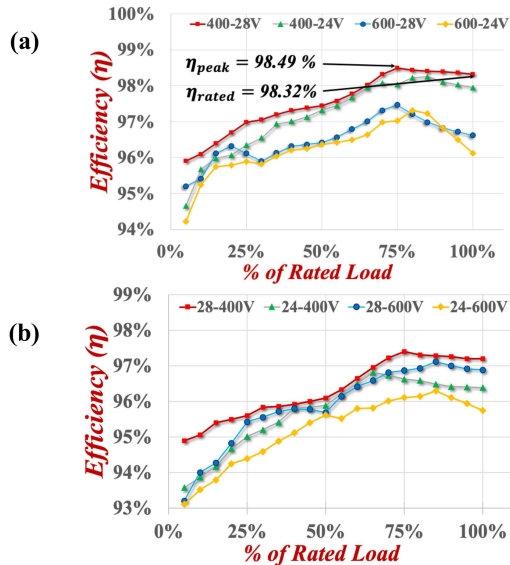 (a)
100%
99%
98%
97%
96%
95%
94%
400-28V 400-24V 600-28V 600-24V
ηpeak = 98.49 %
ηrated = 98.32%
Efficiency (η)
0% 25% 50% 75% 100%
% of Rated Load
(b)
99%
98%
97%
96%
95%
94%
93%
28-400V 24-400V 28-600V 24-600V
Efficiency (η)
0% 25% 50% 75% 100%
% of Rated Load